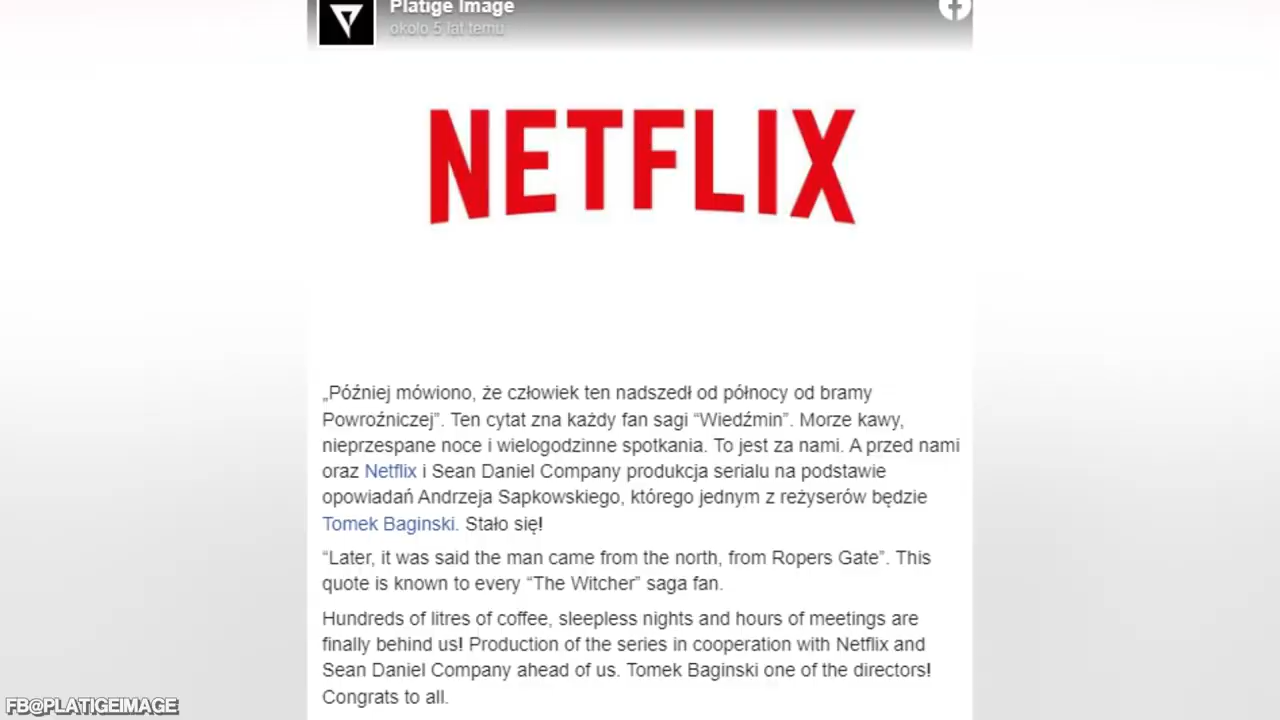 Platige Image
około 5 lat temu
NETFLIX
„Później mówiono, że człowiek ten nadszedł od północy od bramy
Powroźniczej”. Ten cytat zna każdy fan sagi “Wiedźmin”. Morze kawy,
nieprzespane noce i wielogodzinne spotkania. To jest za nami. A przed nami
oraz Netflix i Sean Daniel Company produkcja serialu na podstawie
opowiadań Andrzeja Sapkowskiego, którego jednym z reżyserów będzie
Tomek Baginski. Stało się!
“Later, it was said the man came from the north, from Ropers Gate”. This
quote is known to every “The Witcher” saga fan.
Hundreds of litres of coffee, sleepless nights and hours of meetings are
finally behind us! Production of the series in cooperation with Netflix and
Sean Daniel Company ahead of us. Tomek Baginski one of the directors!
Congrats to all.
FB@PLATIGEIMAGE